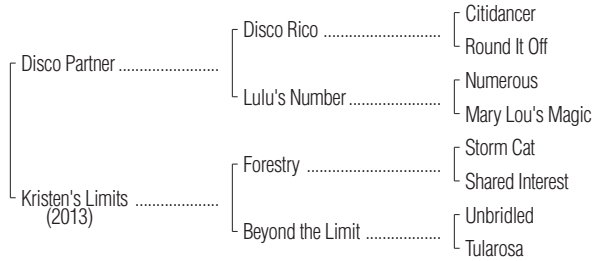 Citidancer
Disco Rico ........................
Round It Off
Disco Partner ........................
Numerous
Lulu's Number ......................
Mary Lou's Magic
Storm Cat
Forestry ............................
Shared Interest
Kristen's Limits ....................
(2013)
Unbridled
Beyond the Limit ..................
Tularosa